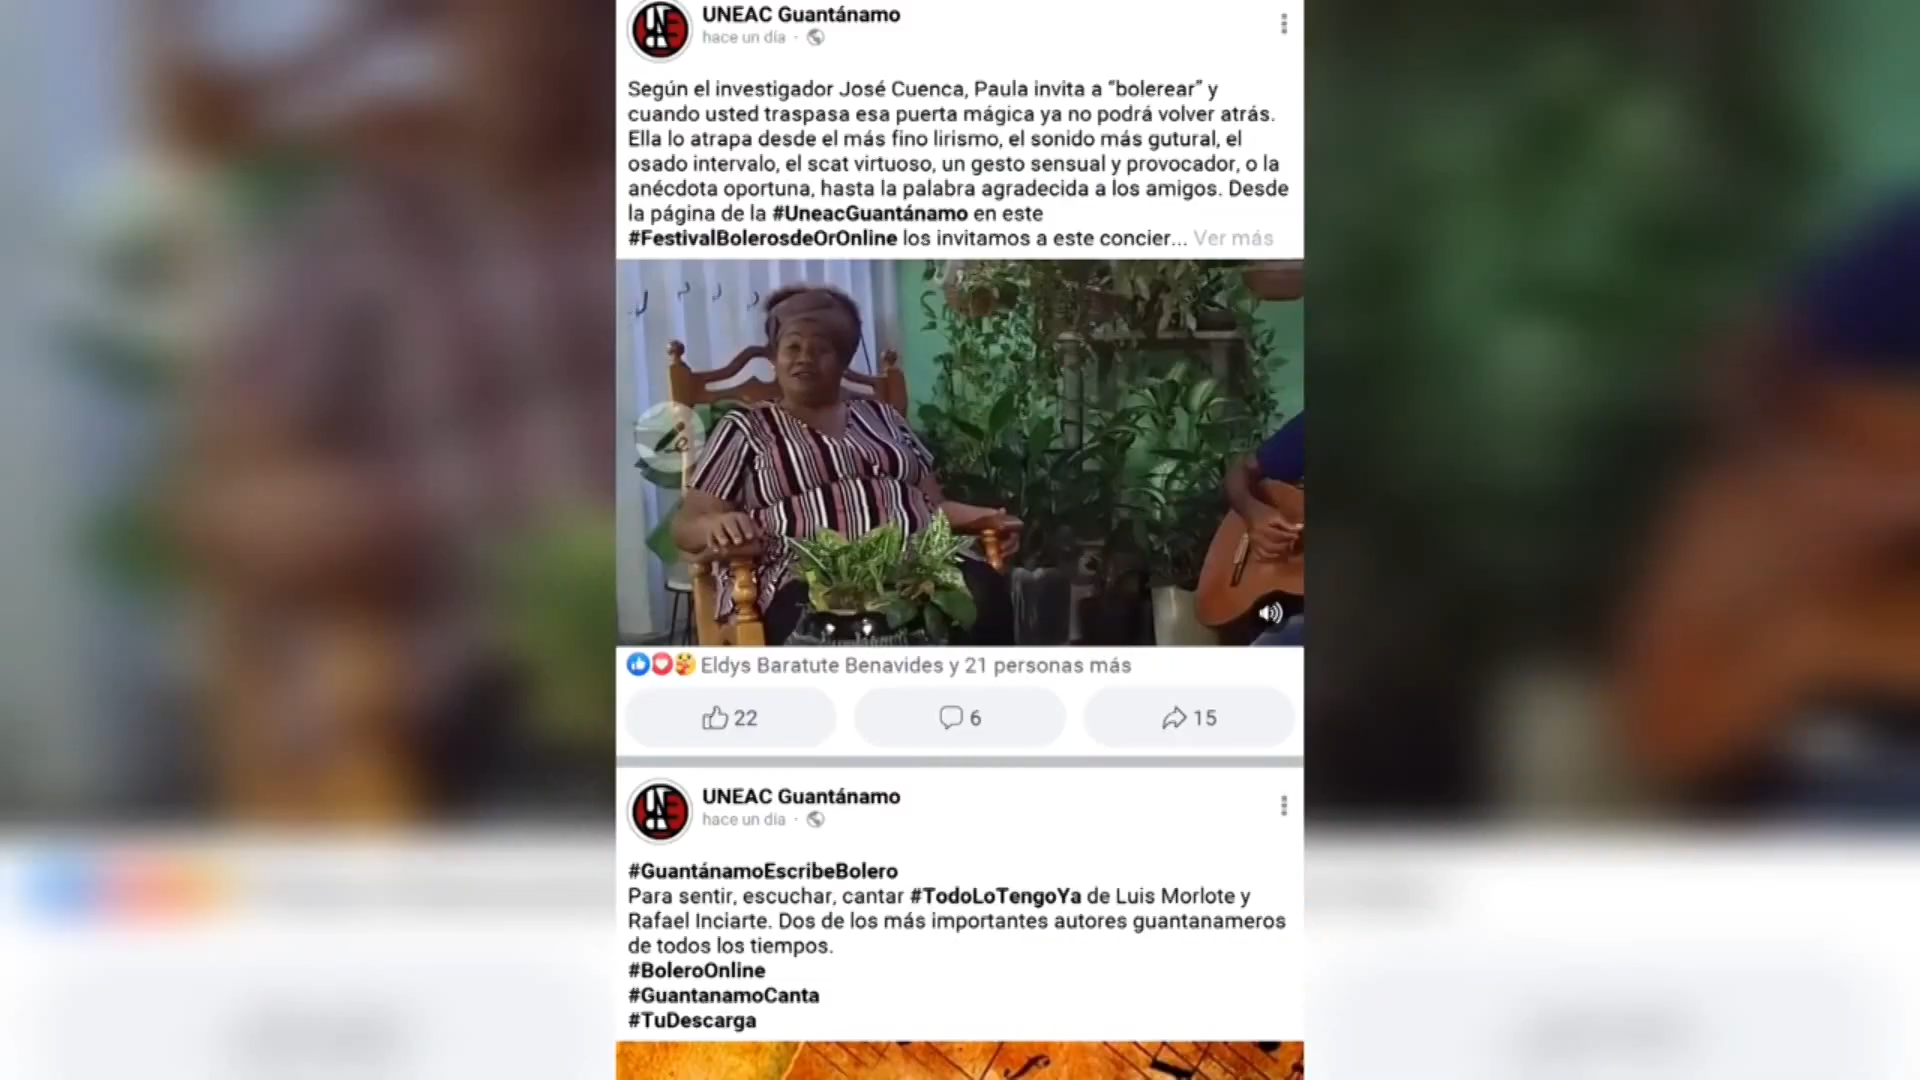 UNEAC Guantánamo
hace un día ·
Según el investigador José Cuenca, Paula invita a “bolerear” y
cuando usted traspasa esa puerta mágica ya no podrá volver atrás.
Ella lo atrapa desde el más fino lirismo, el sonido más gutural, el
osado intervalo, el scat virtuoso, un gesto sensual y provocador, o la
anécdota oportuna, hasta la palabra agradecida a los amigos. Desde
la página de la #UneacGuantánamo en este
#FestivalBolerosdeOrOnline los invitamos a este concier... Ver más
Eldys Baratute Benavides y 21 personas más
22 6 15
UNEAC Guantánamo
hace un día ·
#GuantánamoEscribeBolero
Para sentir, escuchar, cantar #TodoLoTengoYa de Luis Morlote y
Rafael Inciarte. Dos de los más importantes autores guantanameros
de todos los tiempos.
#BoleroOnline
#GuantanamoCanta
#TuDescarga